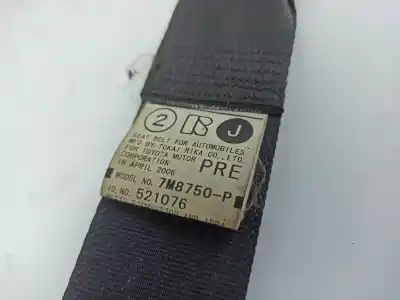 2 R J
SEAT BELT FOR AUTOMOBILES
MFD BY TOKAI RIKA CO., LTD.
FOR TOYOTA MOTOR
CORPORATION PRE
IN APRIL 2006
MODEL NO. 7M8750-P
ID.NO. 521076